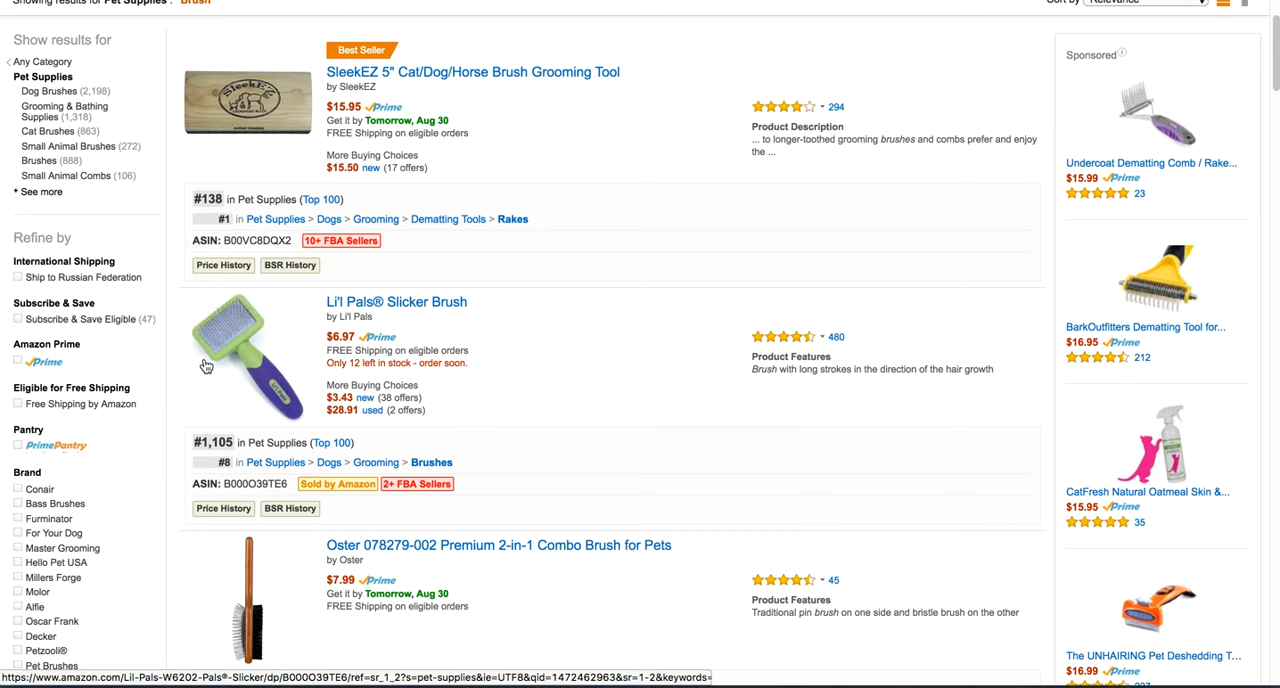 Showing results for Pet Supplies : Brush
Sort by Relevance
Show results for
Any Category
Pet Supplies
Dog Brushes (2,198)
Grooming & Bathing
Supplies (1,318)
Cat Brushes (863)
Small Animal Brushes (272)
Brushes (888)
Small Animal Combs (106)
+ See more
Refine by
International Shipping
Ship to Russian Federation
Subscribe & Save
Subscribe & Save Eligible (47)
Amazon Prime
Prime
Eligible for Free Shipping
Free Shipping by Amazon
Pantry
PrimePantry
Brand
Conair
Bass Brushes
Furminator
For Your Dog
Master Grooming
Hello Pet USA
Millers Forge
Molor
Alfie
Oscar Frank
Decker
Petzooli®
Pet Brushes
Best Seller
SleekEZ
SleekEZ 5" Cat/Dog/Horse Brush Grooming Tool
by SleekEZ
$15.95 Prime
Get it by Tomorrow, Aug 30
FREE Shipping on eligible orders
More Buying Choices
$15.50 new (17 offers)
294
Product Description
... to longer-toothed grooming brushes and combs prefer and enjoy
the ...
#138 in Pet Supplies (Top 100)
#1 in Pet Supplies > Dogs > Grooming > Dematting Tools > Rakes
ASIN: B00VC8DQX2 10+ FBA Sellers
Price History BSR History
Li'l Pals® Slicker Brush
by Li'l Pals
$6.97 Prime
FREE Shipping on eligible orders
Only 12 left in stock - order soon.
More Buying Choices
$3.43 new (38 offers)
$28.91 used (2 offers)
480
Product Features
Brush with long strokes in the direction of the hair growth
#1,105 in Pet Supplies (Top 100)
#8 in Pet Supplies > Dogs > Grooming > Brushes
ASIN: B000O39TE6 Sold by Amazon 2+ FBA Sellers
Price History BSR History
Oster 078279-002 Premium 2-in-1 Combo Brush for Pets
by Oster
$7.99 Prime
Get it by Tomorrow, Aug 30
FREE Shipping on eligible orders
45
Product Features
Traditional pin brush on one side and bristle brush on the other
Sponsored
Undercoat Dematting Comb / Rake...
$15.99 Prime
23
BarkOutfitters Dematting Tool for...
$16.95 Prime
212
CatFresh Natural Oatmeal Skin &...
$15.95 Prime
35
The UNHAIRING Pet Deshedding T...
$16.99 Prime
https://www.amazon.com/Lil-Pals-W6202-Pals®-Slicker/dp/B000O39TE6/ref=sr_1_2?s=pet-supplies&ie=UTF8&qid=1472462963&sr=1-2&keywords=